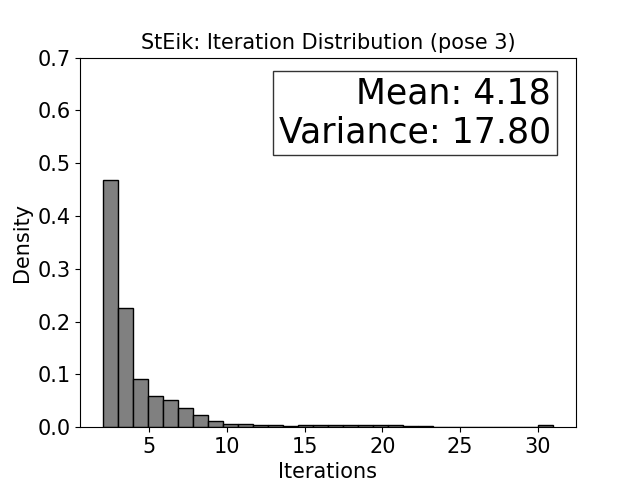 StEik: Iteration Distribution (pose 3)
Mean: 4.18
Variance: 17.80
0.7
0.6
0.5
0.4
0.3
0.2
0.1
0.0
Density
5 10 15 20 25 30
Iterations